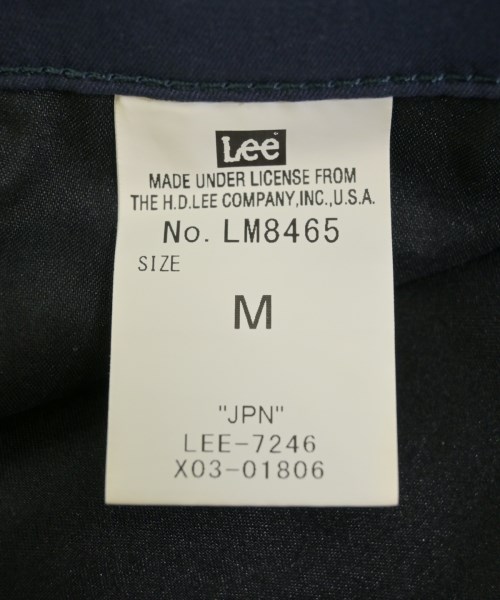 Lee
MADE UNDER LICENSE FROM
THE H.D.LEE COMPANY,INC.,U.S.A.
No. LM8465
SIZE
M
"JPN"
LEE-7246
X03-01806